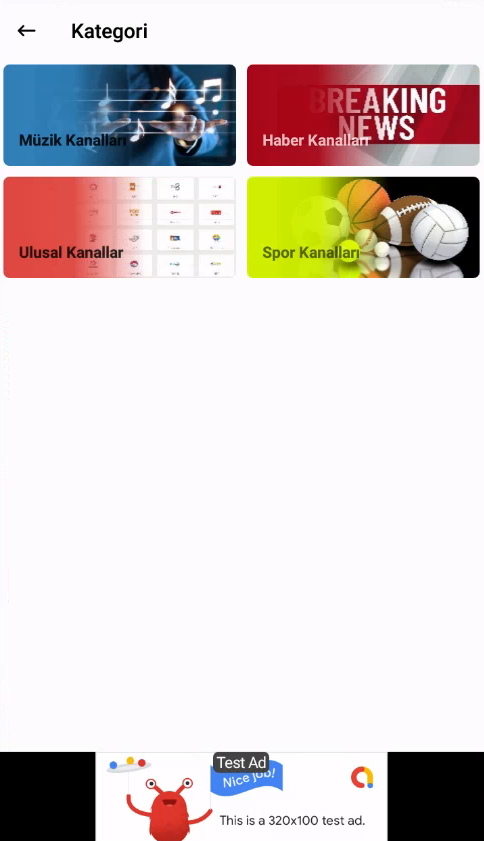 Kategori
Müzik Kanalları
BREAKING
NEWS
Haber Kanalları
Ulusal Kanallar
Spor Kanalları
Test Ad
Nice job!
This is a 320x100 test ad.